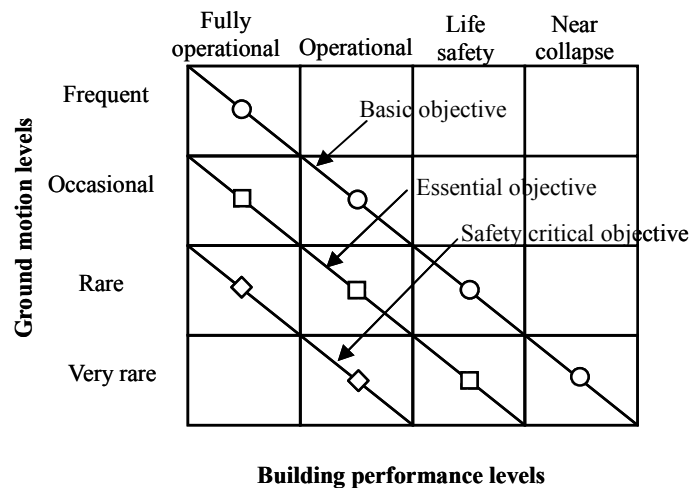 Fully
operational
Operational
Life
safety
Near
collapse
Frequent
Basic objective
Occasional
Essential objective
Safety critical objective
Rare
Very rare
Ground motion levels
Building performance levels